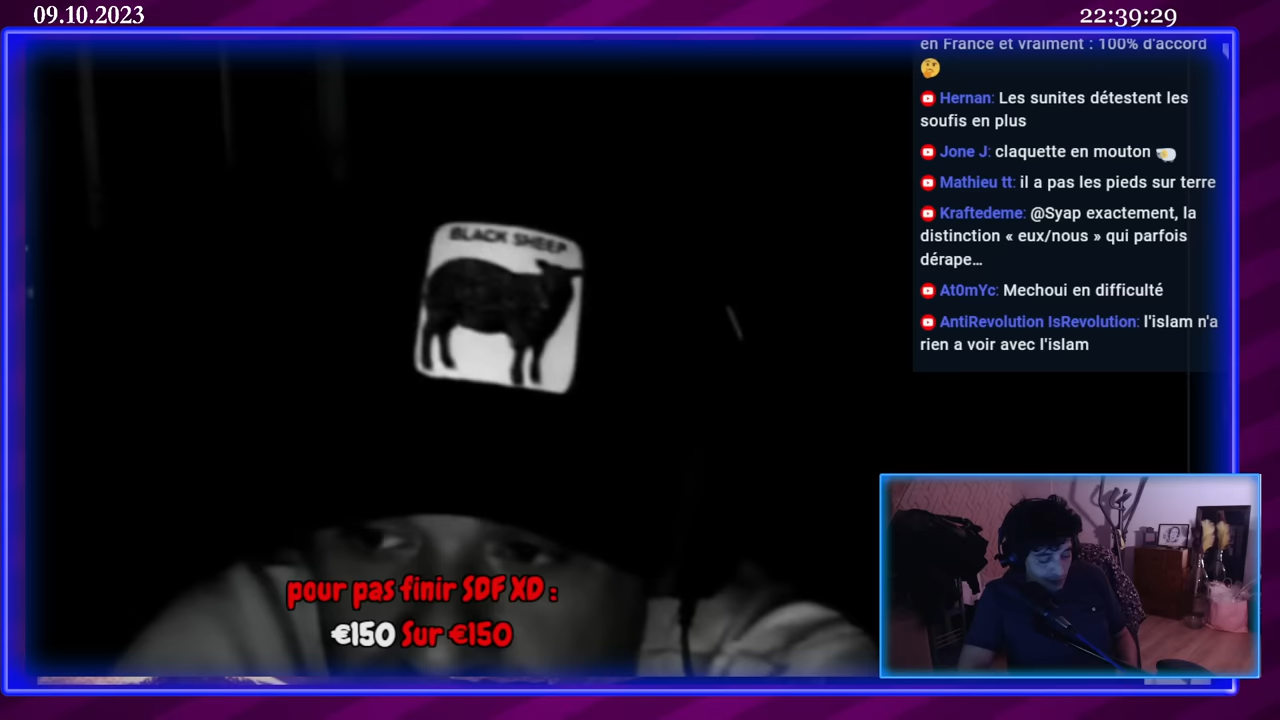 09.10.2023
22:39:29
en France et vraiment : 100% d'accord
🤔
Hernan: Les sunites détestent les
soufis en plus
Jone J: claquette en mouton
Mathieu tt: il a pas les pieds sur terre
Kraftedeme: @Syap exactement, la
distinction « eux/nous » qui parfois
dérape…
At0mYc: Mechoui en difficulté
AntiRevolution IsRevolution: l'islam n'a
rien a voir avec l'islam
BLACK SHEEP
pour pas finir SDF XD :
€150 Sur €150